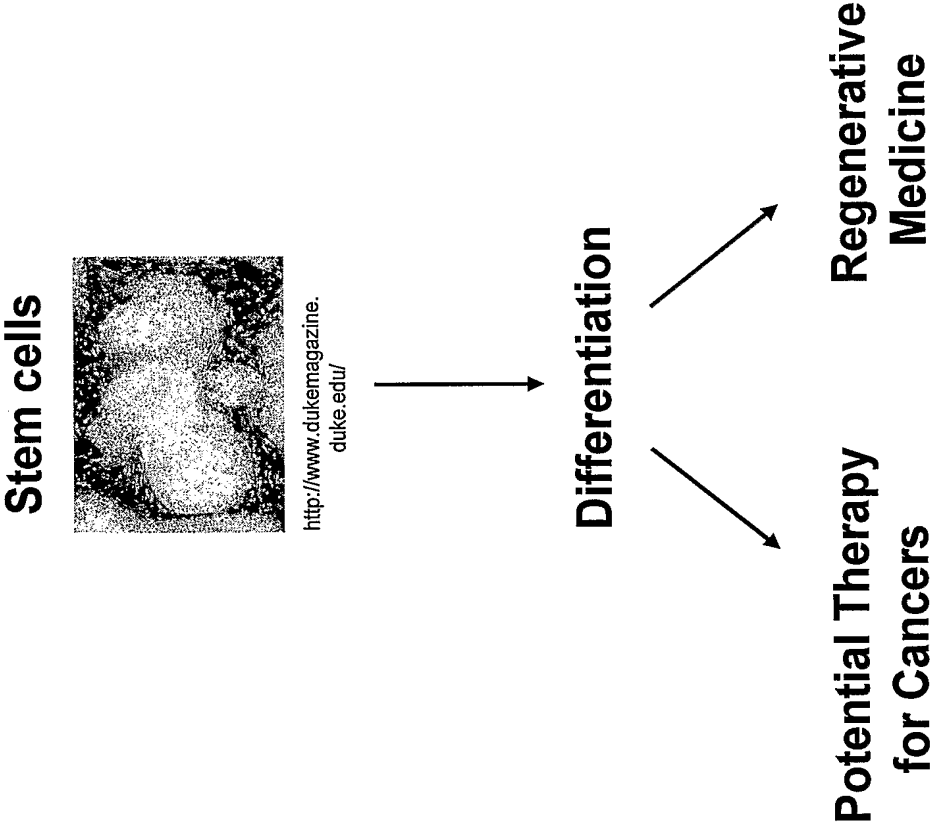 Stem cells
http://www.dukemagazine.
duke.edu/
Differentiation
Potential Therapy
for Cancers
Regenerative
Medicine